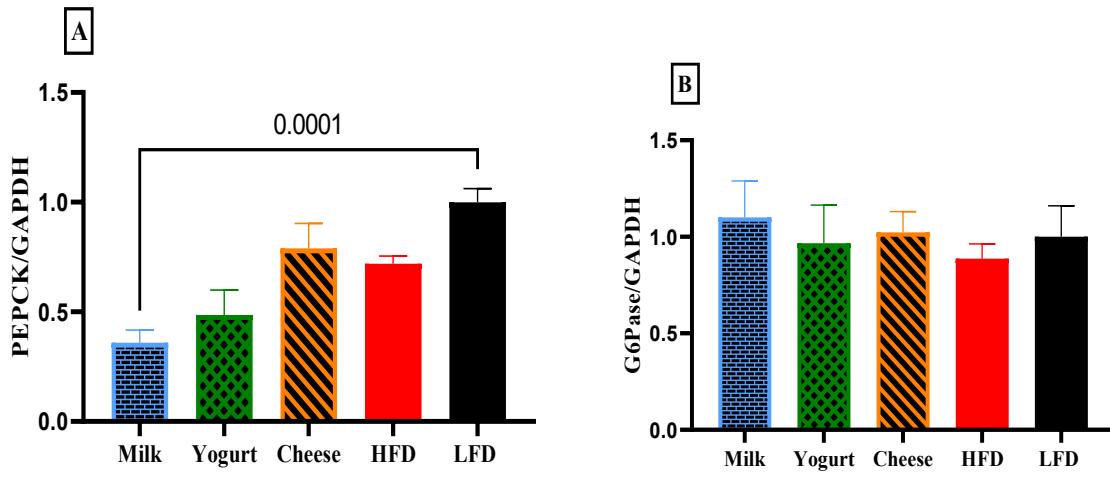 A
PEPCK/GAPDH
1.5
1.0
0.5
0.0
0.0001
Milk Yogurt Cheese HFD LFD
B
G6Pase/GAPDH
1.5
1.0
0.5
0.0
Milk Yogurt Cheese HFD LFD